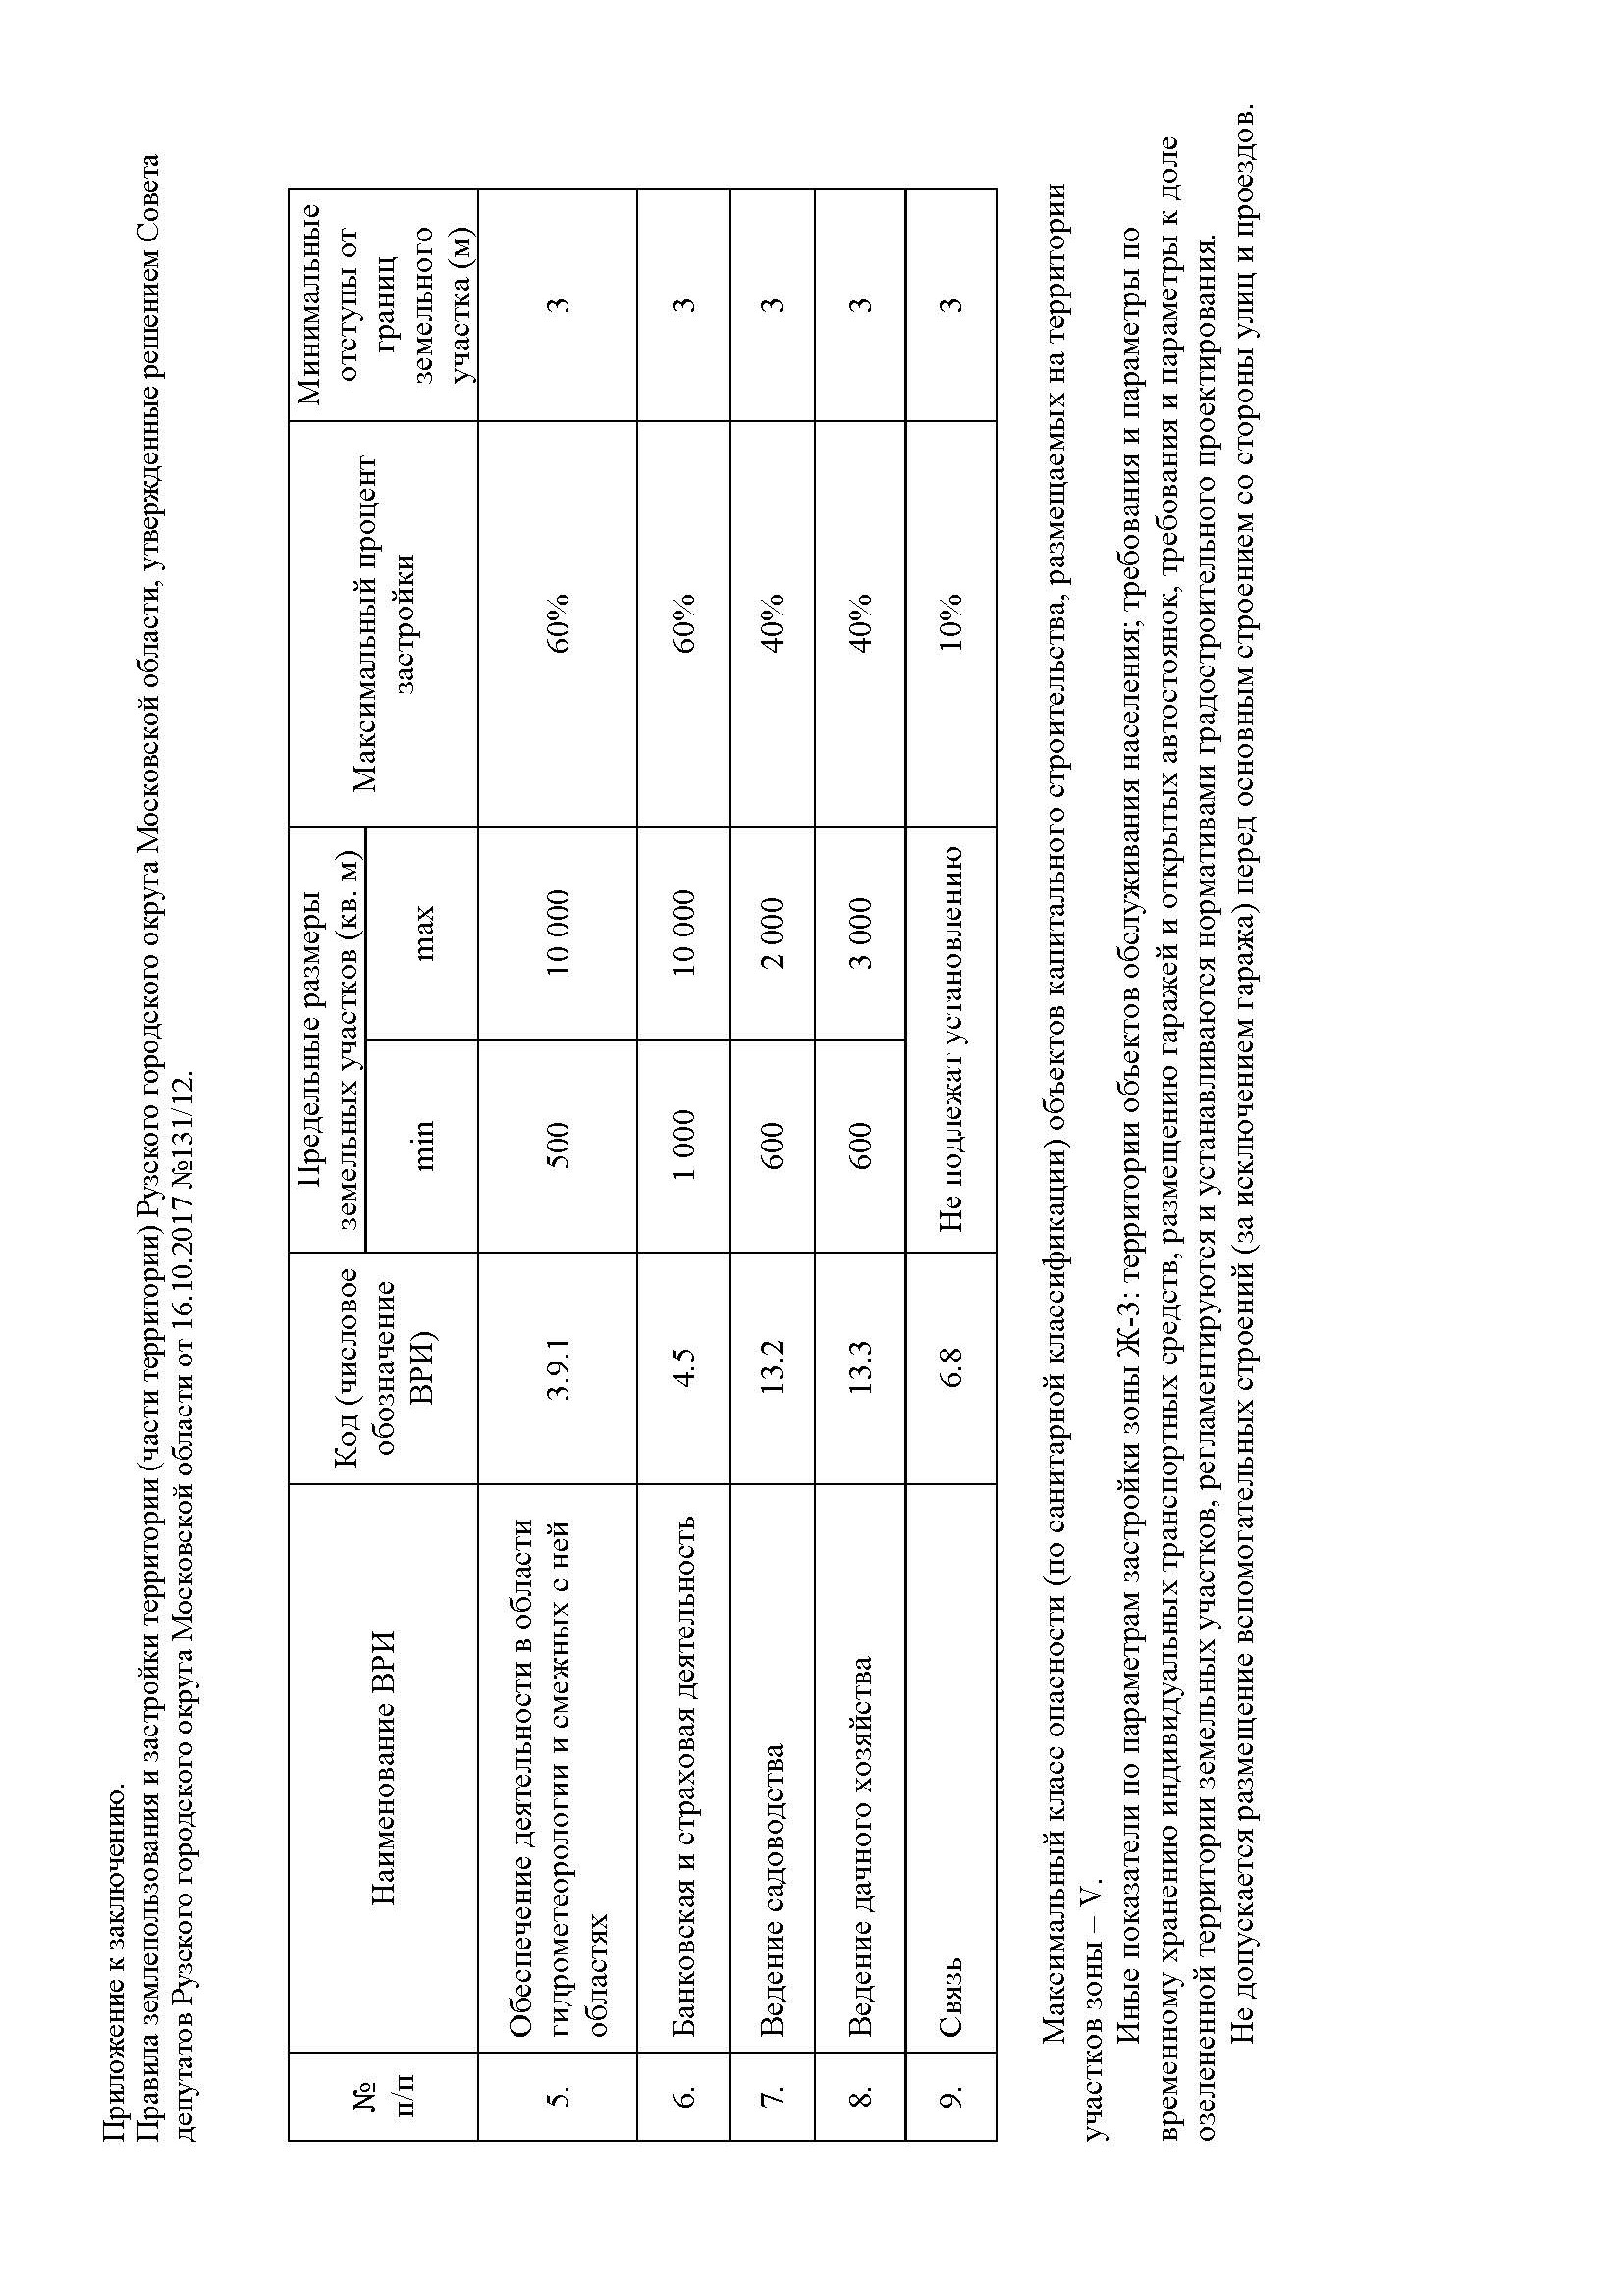 Приложение к заключению.
Правила землепользования и застройки территории (части территории) Рузского городского округа Московской области, утвержденные решением Совета
депутатов Рузского городского округа Московской области от 16.10.2017 №131/12.
№ п/п
Наименование ВРИ
Код (числовое
обозначение
ВРИ)
Предельные размеры
земельных участков (кв. м)
min
max
Максимальный процент
застройки
Минимальные
отступы от
границ
земельного
участка (м)
5. Обеспечение деятельности в области
гидрометеорологии и смежных с ней
областях
3.9.1 500 10 000 60% 3
6. Банковская и страховая деятельность 4.5 1 000 10 000 60% 3
7. Ведение садоводства 13.2 600 2 000 40% 3
8. Ведение дачного хозяйства 13.3 600 3 000 40% 3
9. Связь 6.8 Не подлежат установлению 10% 3
Максимальный класс опасности (по санитарной классификации) объектов капитального строительства, размещаемых на территории
участков зоны – V.
Иные показатели по параметрам застройки зоны Ж-3: территории объектов обслуживания населения; требования и параметры по
временному хранению индивидуальных транспортных средств, размещению гаражей и открытых автостоянок, требования и параметры к доле
озелененной территории земельных участков, регламентируются и устанавливаются нормативами градостроительного проектирования.
Не допускается размещение вспомогательных строений (за исключением гаража) перед основным строением со стороны улиц и проездов.